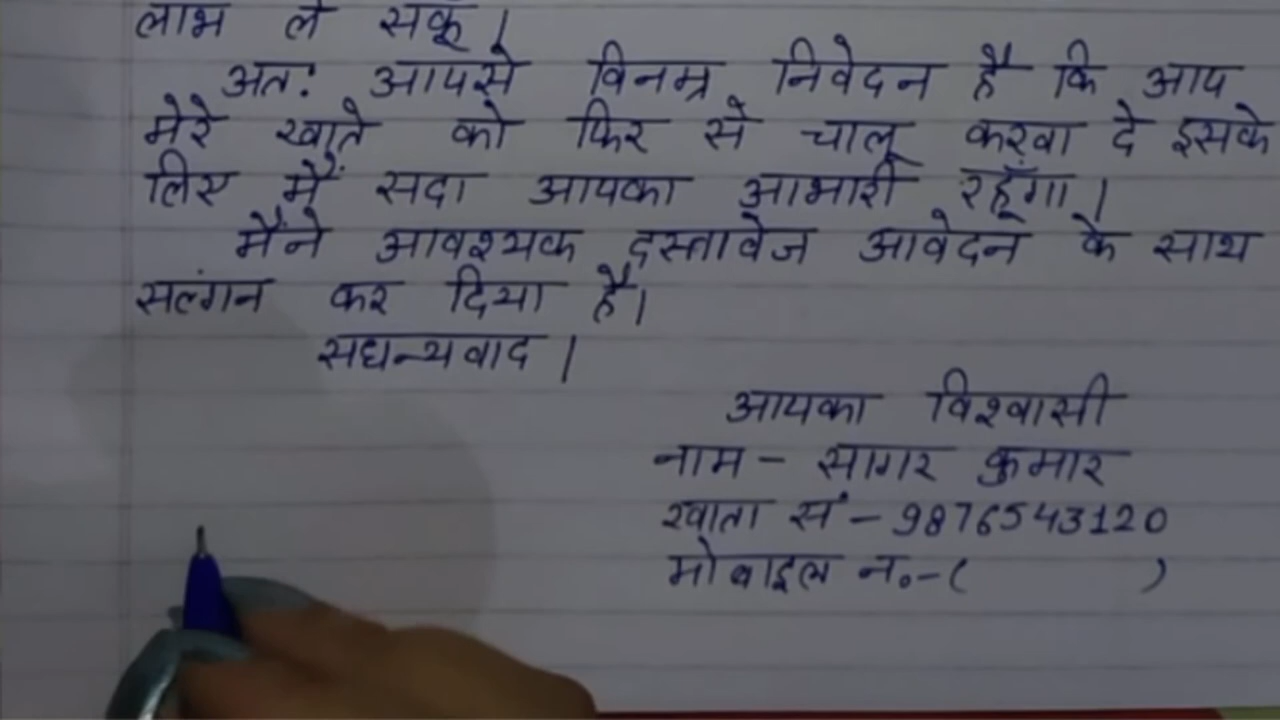 लाभ ले सकूँ।
अतः आपसे विनम्र निवेदन है कि आप
मेरे खाते को फिर से चालू करवा दे इसके
लिए मैं सदा आपका आभारी रहूँगा।
मैंने आवश्यक दस्तावेज आवेदन के साथ
सलंगन कर दिया है।
सधन्यवाद।
आपका विश्वासी
नाम - सागर कुमार
खाता सं - 9876543120
मोबाइल न०-( )